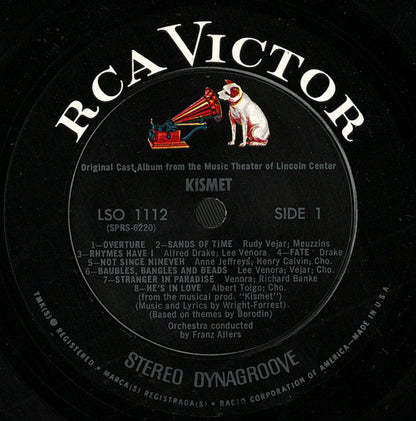 RCA VICTOR
Original Cast Album from the Music Theater of Lincoln Center
KISMET
LSO 1112 SIDE 1
(SPRS-6220)
1—OVERTURE 2—SANDS OF TIME Rudy Vejar; Meuzzins
3—RHYMES HAVE I Alfred Drake; Lee Venora 4—FATE Drake
5—NOT SINCE NINEVEH Anne Jeffreys; Henry Calvin; Cho.
6—BAUBLES, BANGLES AND BEADS Lee Venora; Cho.
7—STRANGER IN PARADISE Venora; Richard Banke
8—HE'S IN LOVE Albert Toigo; Cho.
(from the musical prod. "Kismet")
(Music and Lyrics by Wright-Forrest)
(Based on themes by Borodin)
Orchestra conducted
by Franz Allers
STEREO DYNAGROOVE
TMK(S) ® REGISTERED • MARCA(S) REGISTRADA(S) • RADIO CORPORATION OF AMERICA—MADE IN U.S.A.